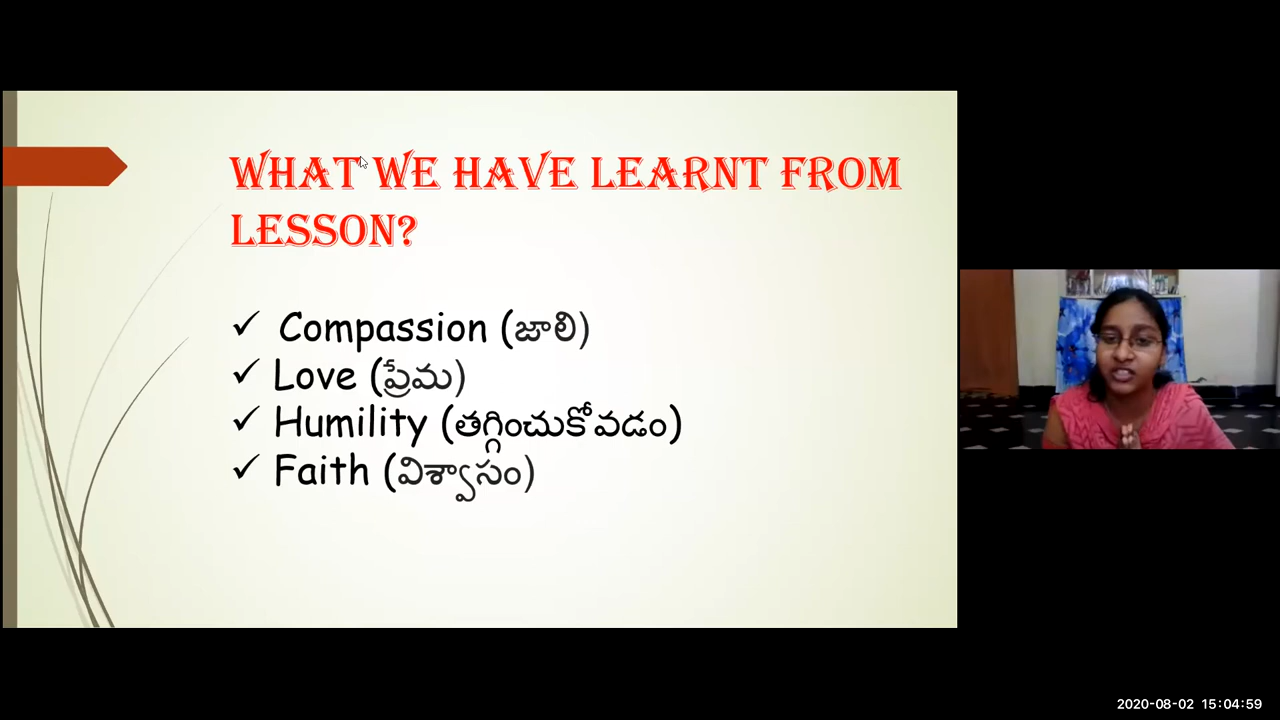 WHAT WE HAVE LEARNT FROM
LESSON?
✓ Compassion (జాలి)
✓ Love (ప్రేమ)
✓ Humility (తగ్గించుకోవడం)
✓ Faith (విశ్వాసం)
2020-08-02 15:04:59